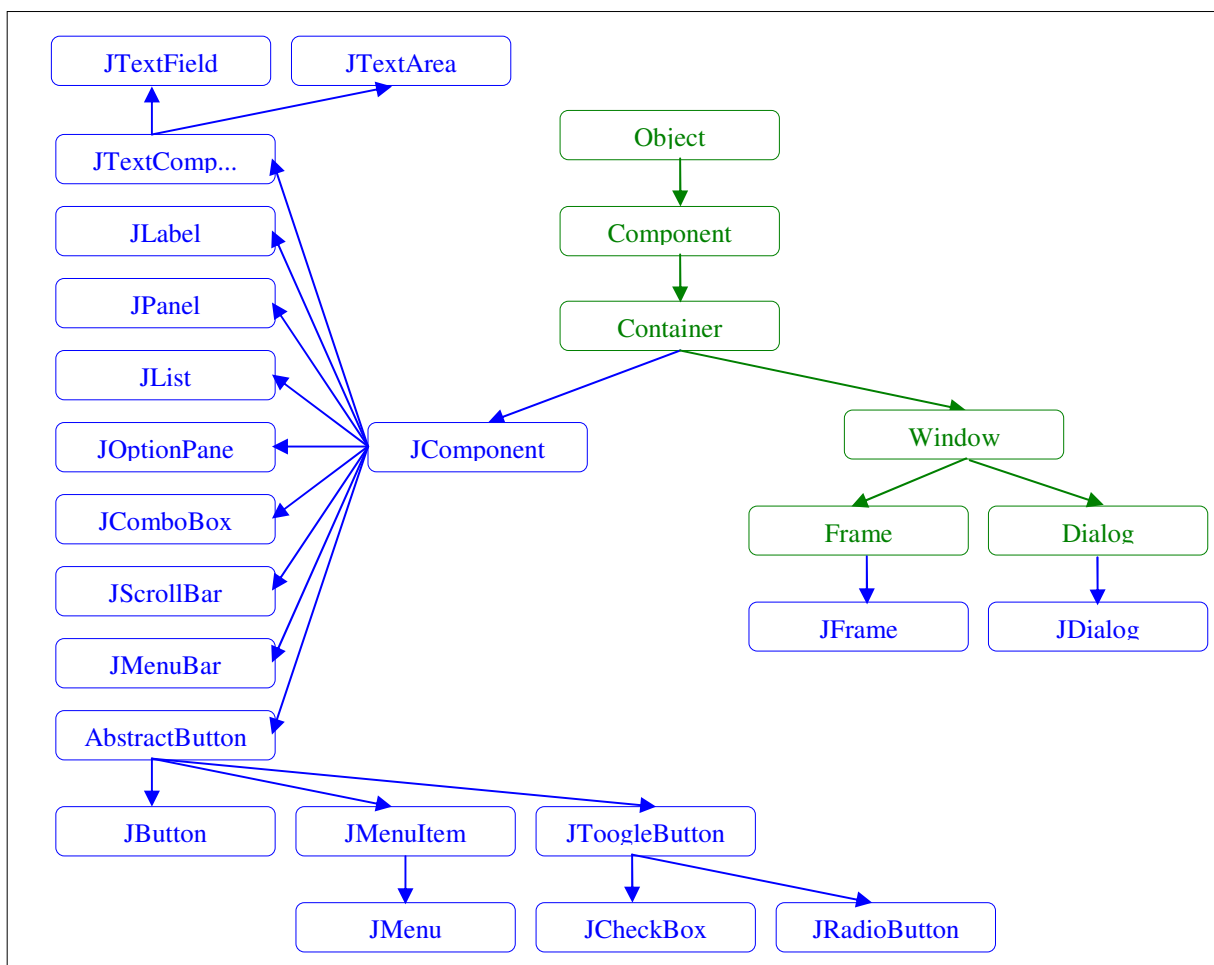 JTextField
JTextArea
Object
JTextComp...
JLabel
Component
JPanel
Container
JList
JOptionPane
JComponent
Window
JComboBox
Frame
Dialog
JScrollBar
JFrame
JDialog
JMenuBar
AbstractButton
JButton
JMenuItem
JToogleButton
JMenu
JCheckBox
JRadioButton